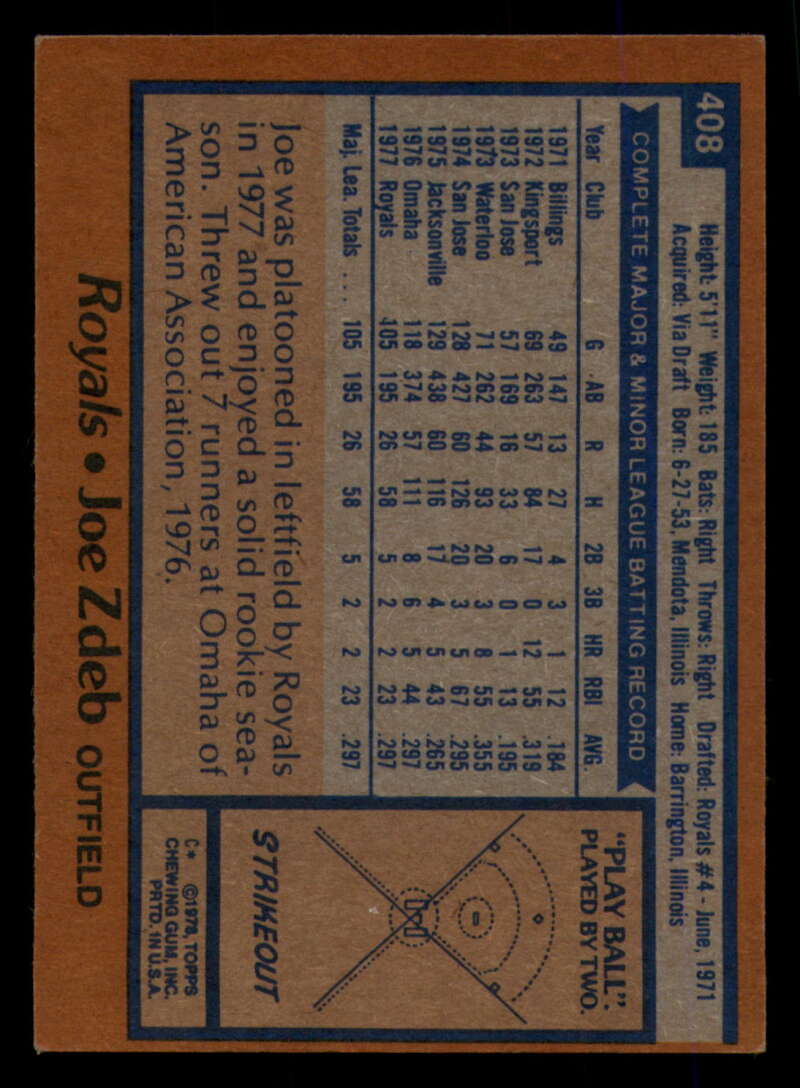 408
Height: 5'11" Weight: 185 Bats: Right Throws: Right Drafted: Royals #4 - June, 1971
Acquired: Via Draft Born: 6-27-53, Mendota, Illinois Home: Barrington, Illinois
COMPLETE MAJOR & MINOR LEAGUE BATTING RECORD
Year Club G AB R H 2B 3B HR RBI AVG.
1971 Billings 49 147 13 27 4 3 1 12 .184
1972 Kingsport 69 263 57 84 17 0 12 55 .319
1973 San Jose 57 169 16 33 6 0 1 13 .195
1973 Waterloo 71 262 44 93 20 3 8 55 .355
1974 San Jose 128 427 60 126 20 3 5 67 .295
1975 Jacksonville 129 438 60 116 17 4 5 43 .265
1976 Omaha 118 374 57 111 8 6 5 44 .297
1977 Royals 105 195 26 58 5 2 2 23 .297
Maj. Lea. Totals ... 105 195 26 58 5 2 2 23 .297
Joe was platooned in leftfield by Royals
in 1977 and enjoyed a solid rookie sea-
son. Threw out 7 runners at Omaha of
American Association, 1976.
"PLAY BALL".
PLAYED BY TWO.
STRIKEOUT
C* ©1978, TOPPS
CHEWING GUM, INC.
PRTD. IN U.S.A.
Royals • Joe Zdeb OUTFIELD